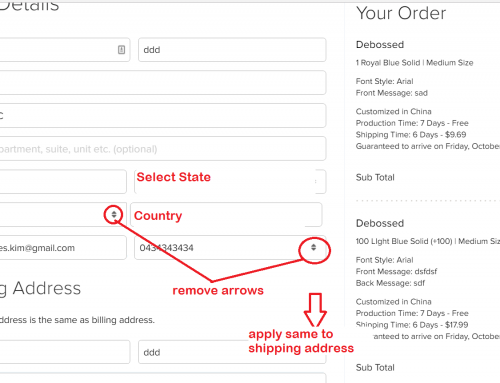 Details
Your Order
ddd
Debossed
1 Royal Blue Solid | Medium Size
Font Style: Arial
Front Message: sad
Customized in China
Production Time: 7 Days - Free
Shipping Time: 6 Days - $9.69
Guaranteed to arrive on Friday, October
partment, suite, unit etc. (optional)
Select State
Sub Total
Country
es.kim@gmail.com
0434343434
Debossed
100 Light Blue Solid (+100) | Medium Siz
Font Style: Arial
Front Message: dsfdsf
Back Message: sdf
remove arrows
g Address
Customized in China
Production Time: 7 Days - Free
Shipping Time: 6 Days - $17.99
ddress is the same as billing address.
apply same to
shipping address
anteed to arrive on Friday, Octobe
ddd
Sub Total